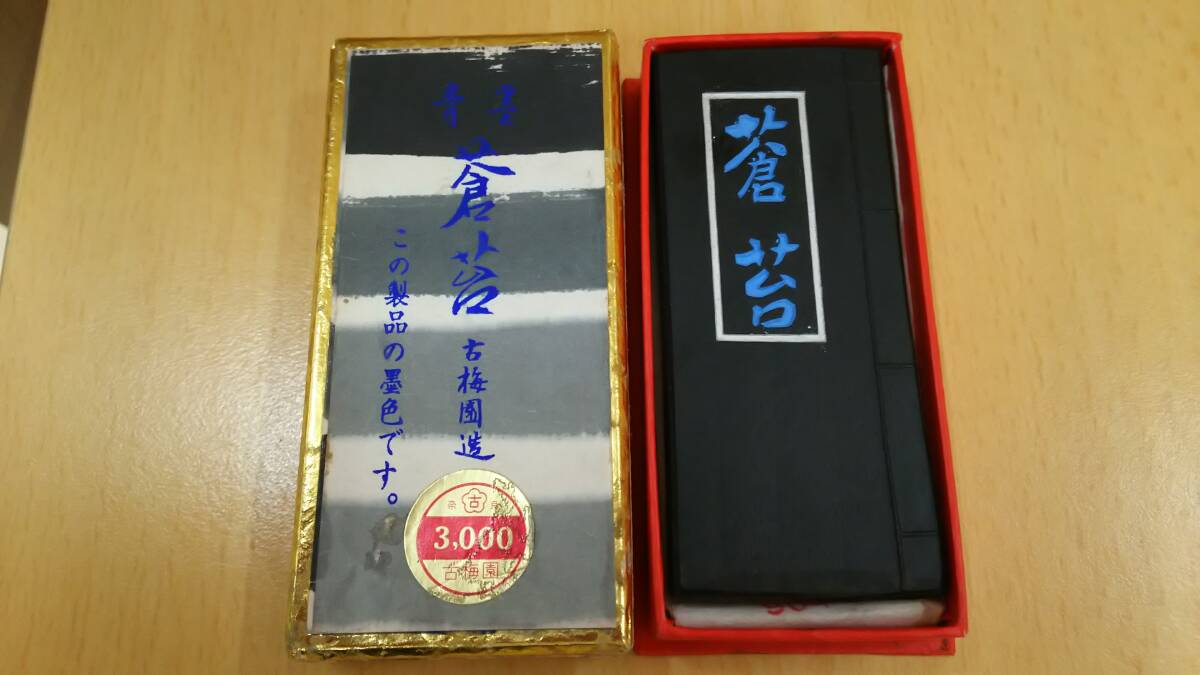 青墨
蒼苔
古梅園造
この製品の墨色です。
古
3,000
古梅園
蒼苔